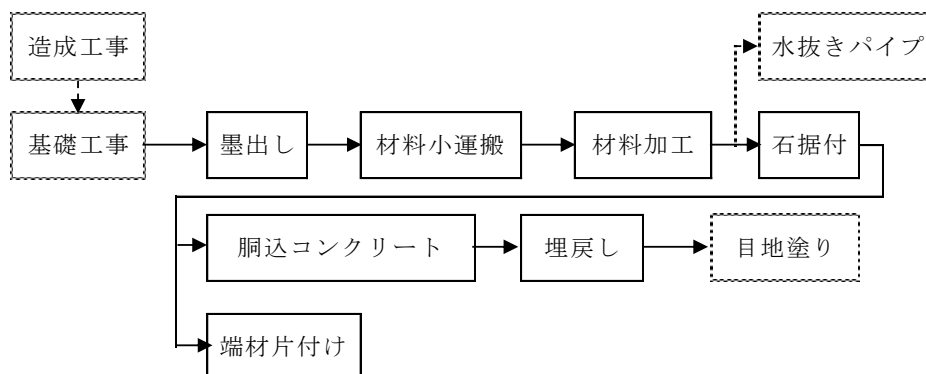 造成工事
水抜きパイプ
基礎工事
墨出し
材料小運搬
材料加工
石据付
胴込コンクリート
埋戻し
目地塗り
端材片付け